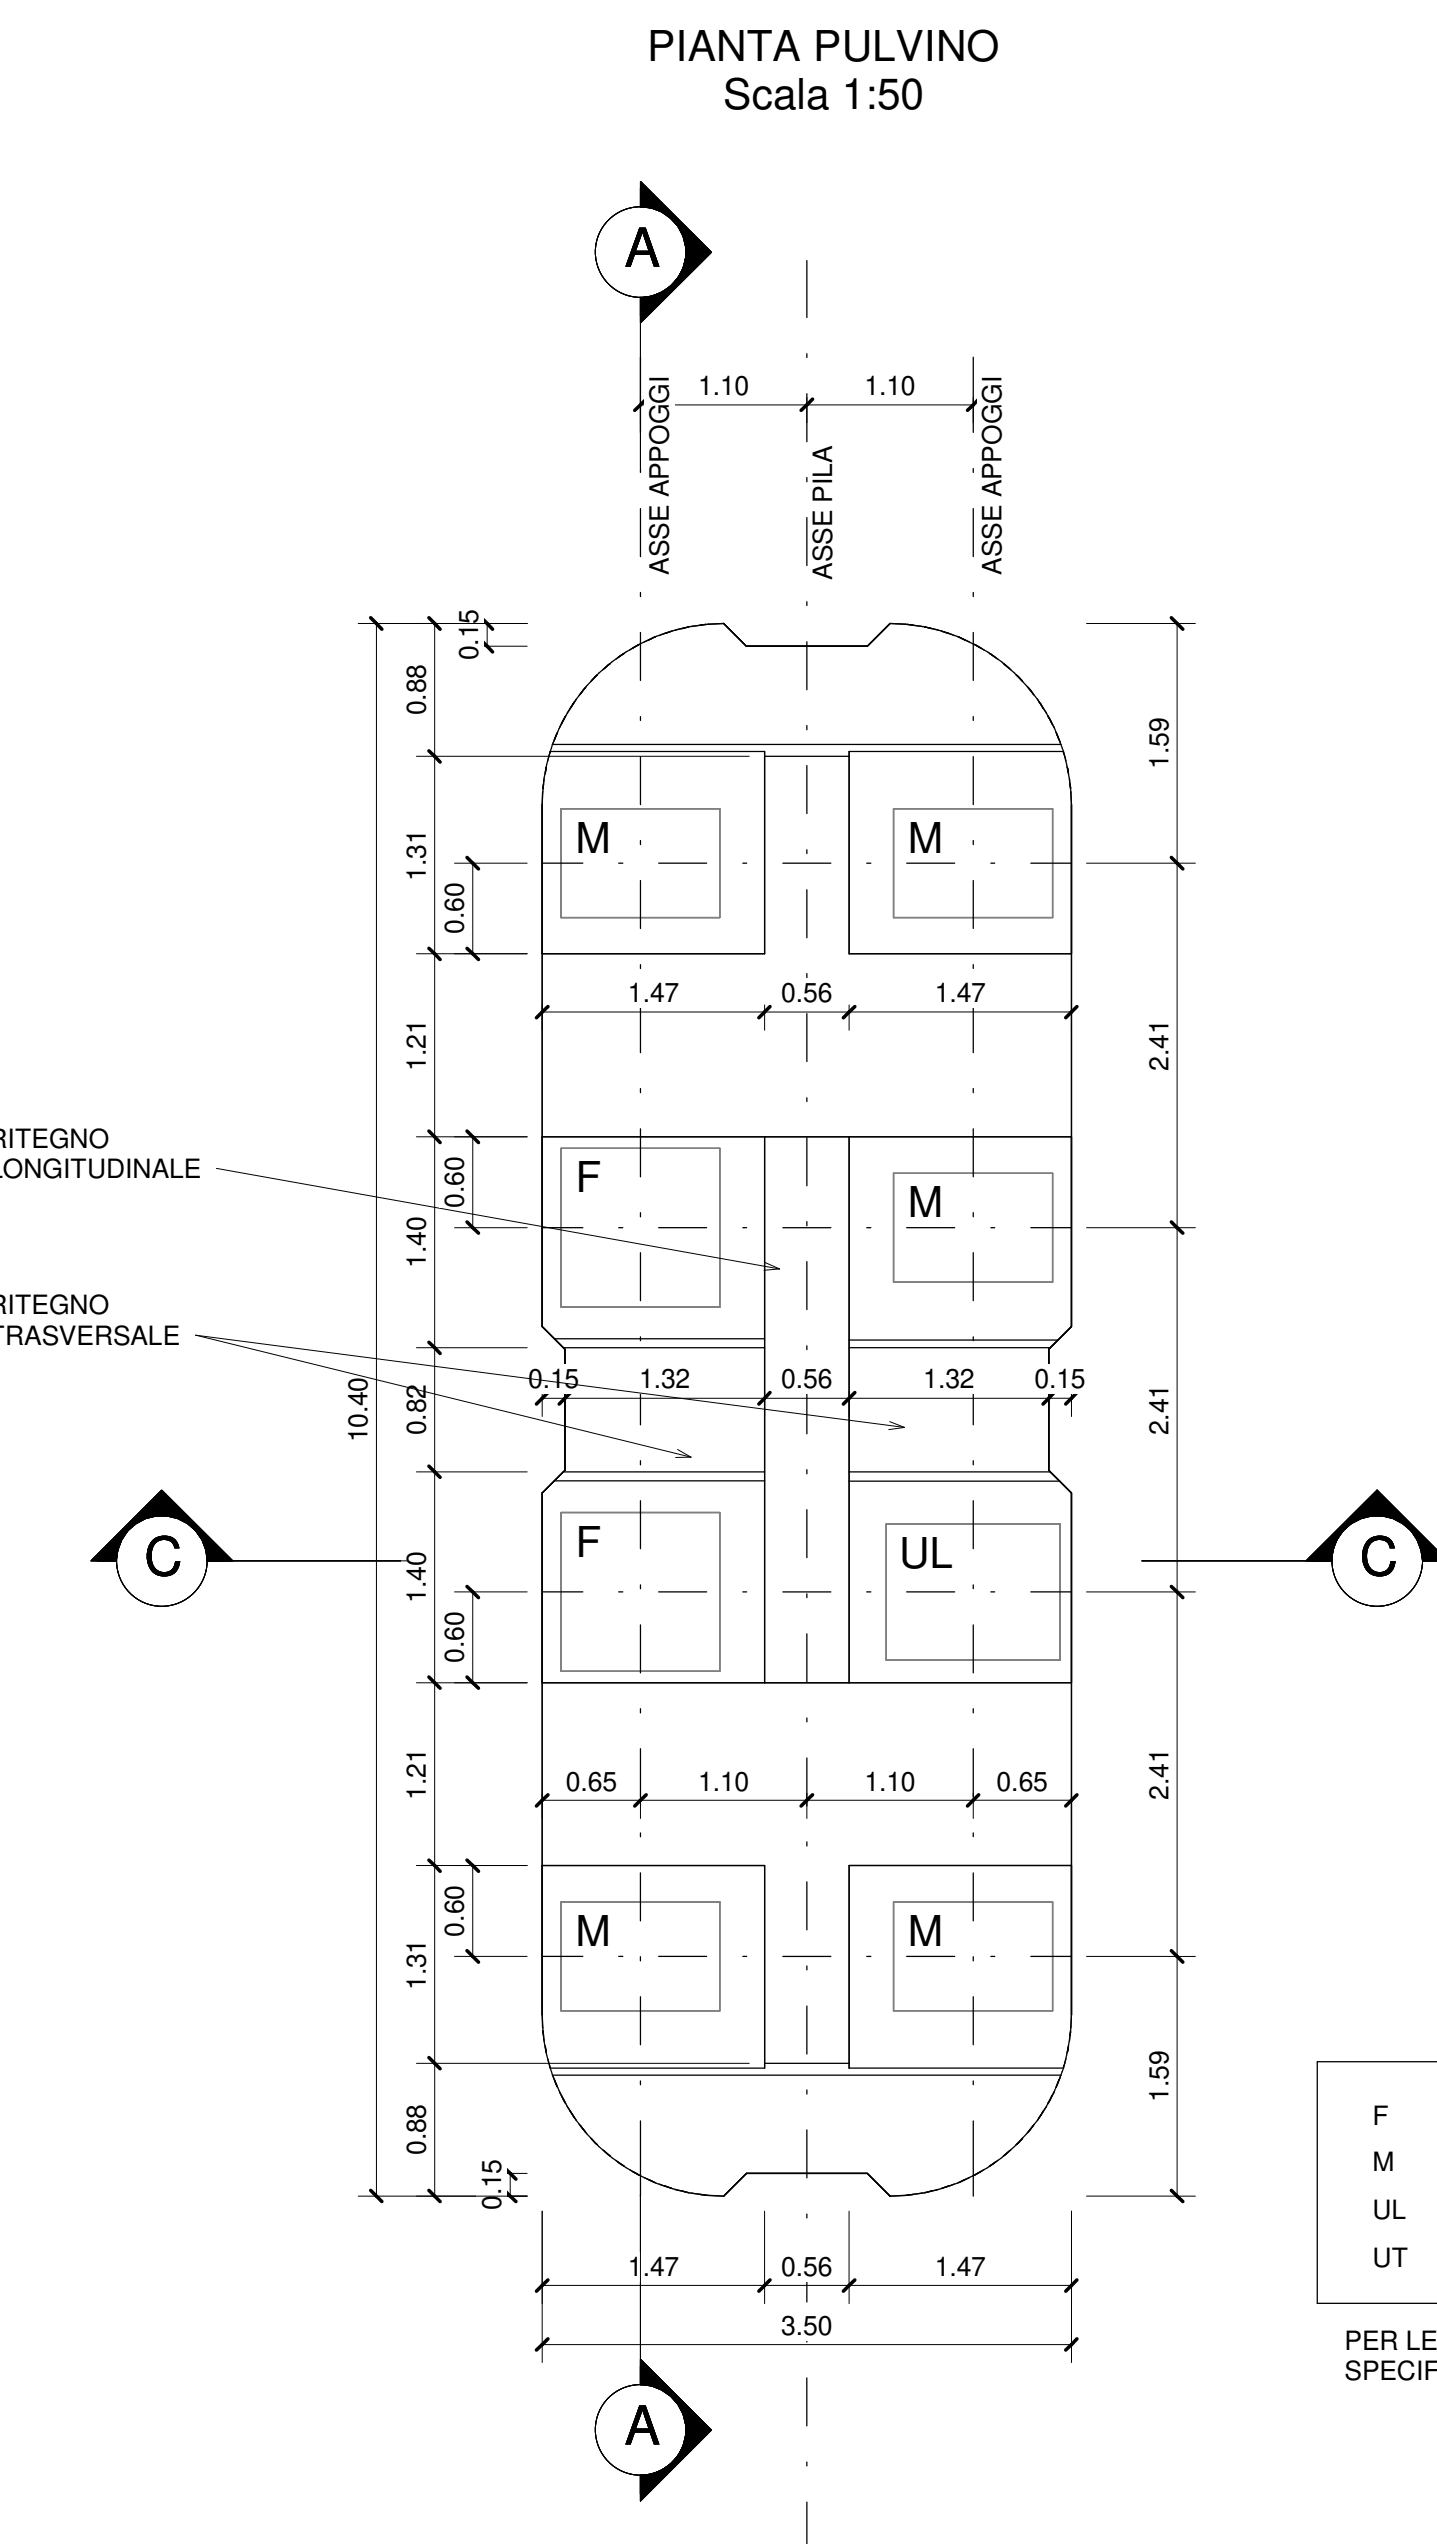 PIANTA PULVINO
Scala 1:50
A
1.10
1.10
ASSE APPOGGI
ASSE PILA
ASSE APPOGGI
0.15
0.88
1.59
M
M
1.31
0.60
1.47
0.56
1.47
1.21
2.41
RITEGNO
LONGITUDINALE
0.60
F
M
1.40
RITEGNO
TRASVERSALE
0.15
1.32
0.56
1.32
0.15
10.40
0.82
2.41
C
C
F
UL
1.40
0.60
1.21
2.41
0.65
1.10
1.10
0.65
0.60
M
M
1.31
1.59
0.88
0.15
F
M
UL
UT
1.47
0.56
1.47
3.50
PER LE
SPECIF
A